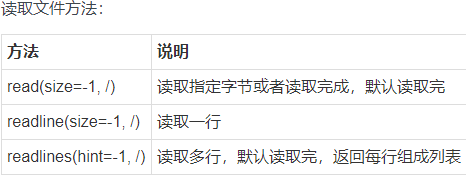 读取文件方法：
方法 说明
read(size=-1, /) 读取指定字节或者读取完成，默认读取完
readline(size=-1, /) 读取一行
readlines(hint=-1, /) 读取多行，默认读取完，返回每行组成列表